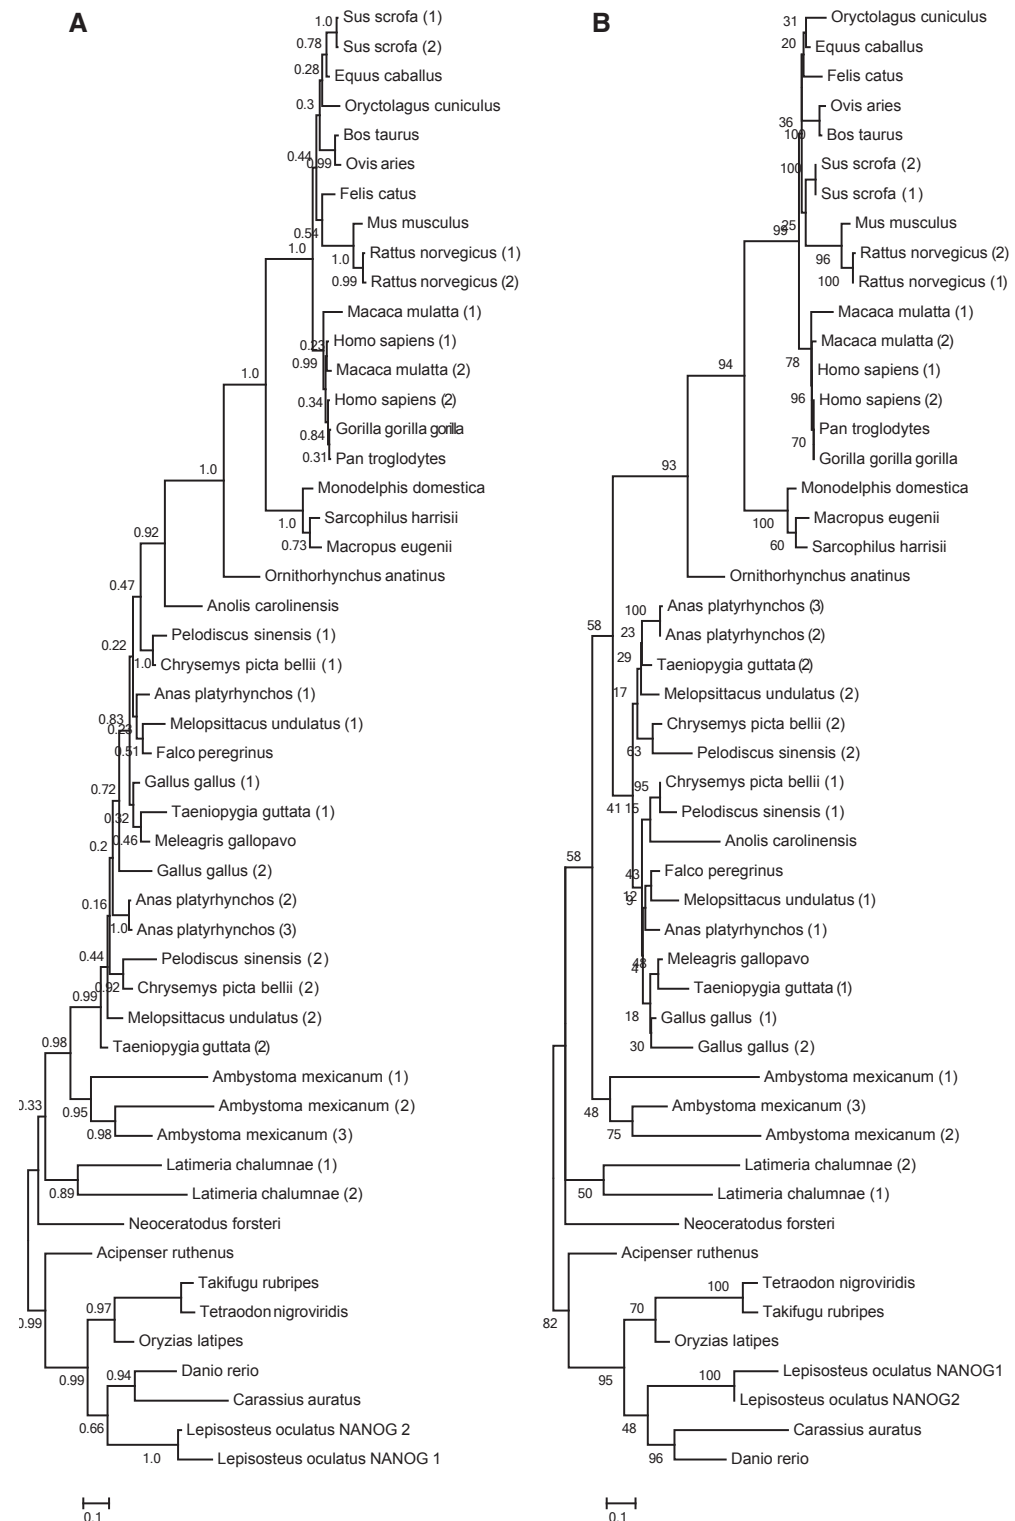 A
1.0
Sus scrofa (1)
0.78
Sus scrofa (2)
0.28
Equus caballus
0.3
Oryctolagus cuniculus
Bos taurus
0.44
0.99
Ovis aries
Felis catus
Mus musculus
0.54
1.0
1.0
Rattus norvegicus (1)
0.99
Rattus norvegicus (2)
Macaca mulatta (1)
0.23
Homo sapiens (1)
0.99
Macaca mulatta (2)
1.0
0.34
Homo sapiens (2)
0.84
Gorilla gorilla gorilla
0.31
Pan troglodytes
1.0
Monodelphis domestica
1.0
Sarcophilus harrisii
0.73
Macropus eugenii
0.92
Ornithorhynchus anatinus
0.47
Anolis carolinensis
0.22
Pelodiscus sinensis (1)
1.0
Chrysemys picta bellii (1)
Anas platyrhynchos (1)
0.83
0.23
Melopsittacus undulatus (1)
0.51
Falco peregrinus
0.72
Gallus gallus (1)
0.32
Taeniopygia guttata (1)
0.2
0.46
Meleagris gallopavo
Gallus gallus (2)
0.16
Anas platyrhynchos (2)
1.0
Anas platyrhynchos (3)
0.44
Pelodiscus sinensis (2)
0.99
0.92
Chrysemys picta bellii (2)
Melopsittacus undulatus (2)
0.98
Taeniopygia guttata (2)
Ambystoma mexicanum (1)
0.33
0.95
Ambystoma mexicanum (2)
0.98
Ambystoma mexicanum (3)
Latimeria chalumnae (1)
0.89
Latimeria chalumnae (2)
Neoceratodus forsteri
Acipenser ruthenus
Takifugu rubripes
0.97
0.99
Tetraodon nigroviridis
Oryzias latipes
0.99
0.94
Danio rerio
Carassius auratus
0.66
Lepisosteus oculatus NANOG 2
1.0
Lepisosteus oculatus NANOG 1
0.1
B
31
Oryctolagus cuniculus
20
Equus caballus
Felis catus
Ovis aries
36
100
Bos taurus
100
Sus scrofa (2)
Sus scrofa (1)
99
25
Mus musculus
96
Rattus norvegicus (2)
100
Rattus norvegicus (1)
Macaca mulatta (1)
Macaca mulatta (2)
94
78
Homo sapiens (1)
96
Homo sapiens (2)
70
Pan troglodytes
Gorilla gorilla gorilla
93
Monodelphis domestica
100
Macropus eugenii
60
Sarcophilus harrisii
Ornithorhynchus anatinus
100
Anas platyrhynchos (3)
58
23
Anas platyrhynchos (2)
29
Taeniopygia guttata (2)
17
Melopsittacus undulatus (2)
Chrysemys picta bellii (2)
63
Pelodiscus sinensis (2)
95
Chrysemys picta bellii (1)
41
15
Pelodiscus sinensis (1)
Anolis carolinensis
58
43
Falco peregrinus
12
9
Melopsittacus undulatus (1)
Anas platyrhynchos (1)
48
4
Meleagris gallopavo
Taeniopygia guttata (1)
18
Gallus gallus (1)
30
Gallus gallus (2)
Ambystoma mexicanum (1)
48
Ambystoma mexicanum (3)
75
Ambystoma mexicanum (2)
Latimeria chalumnae (2)
50
Latimeria chalumnae (1)
Neoceratodus forsteri
Acipenser ruthenus
100
Tetraodon nigroviridis
82
70
Takifugu rubripes
Oryzias latipes
95
100
Lepisosteus oculatus NANOG1
Lepisosteus oculatus NANOG2
48
Carassius auratus
96
Danio rerio
0.1